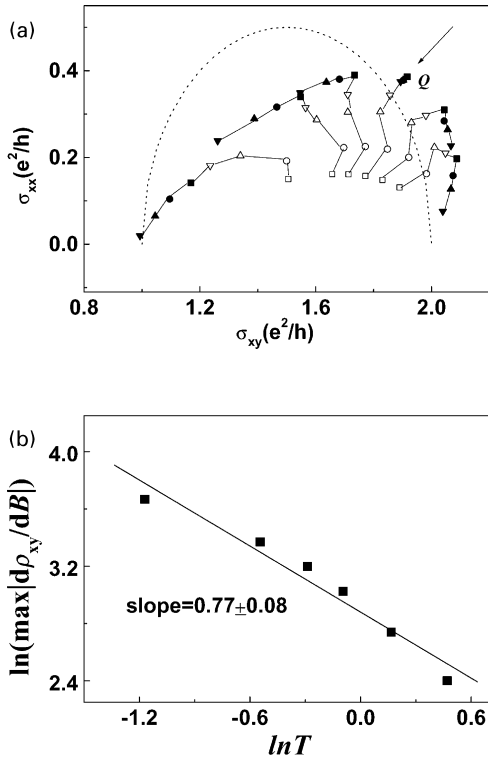 (a)
0.4
0.2
0.0
σxx(e²/h)
Q
0.8 1.2 1.6 2.0
σxy(e²/h)
(b)
4.0
3.2
2.4
ln(max|dρxy/dB|)
slope=0.77±0.08
-1.2 -0.6 0.0 0.6
lnT